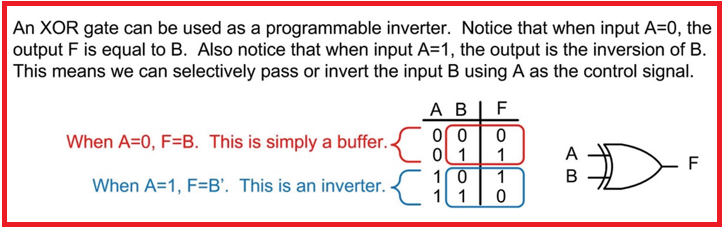 An XOR gate can be used as a programmable inverter. Notice that when input A=0, the
output F is equal to B. Also notice that when input A=1, the output is the inversion of B.
This means we can selectively pass or invert the input B using A as the control signal.
A B F
When A=0, F=B. This is simply a buffer.
0 0 0
0 1 1
When A=1, F=B'. This is an inverter.
1 0 1
1 1 0
A
B
F